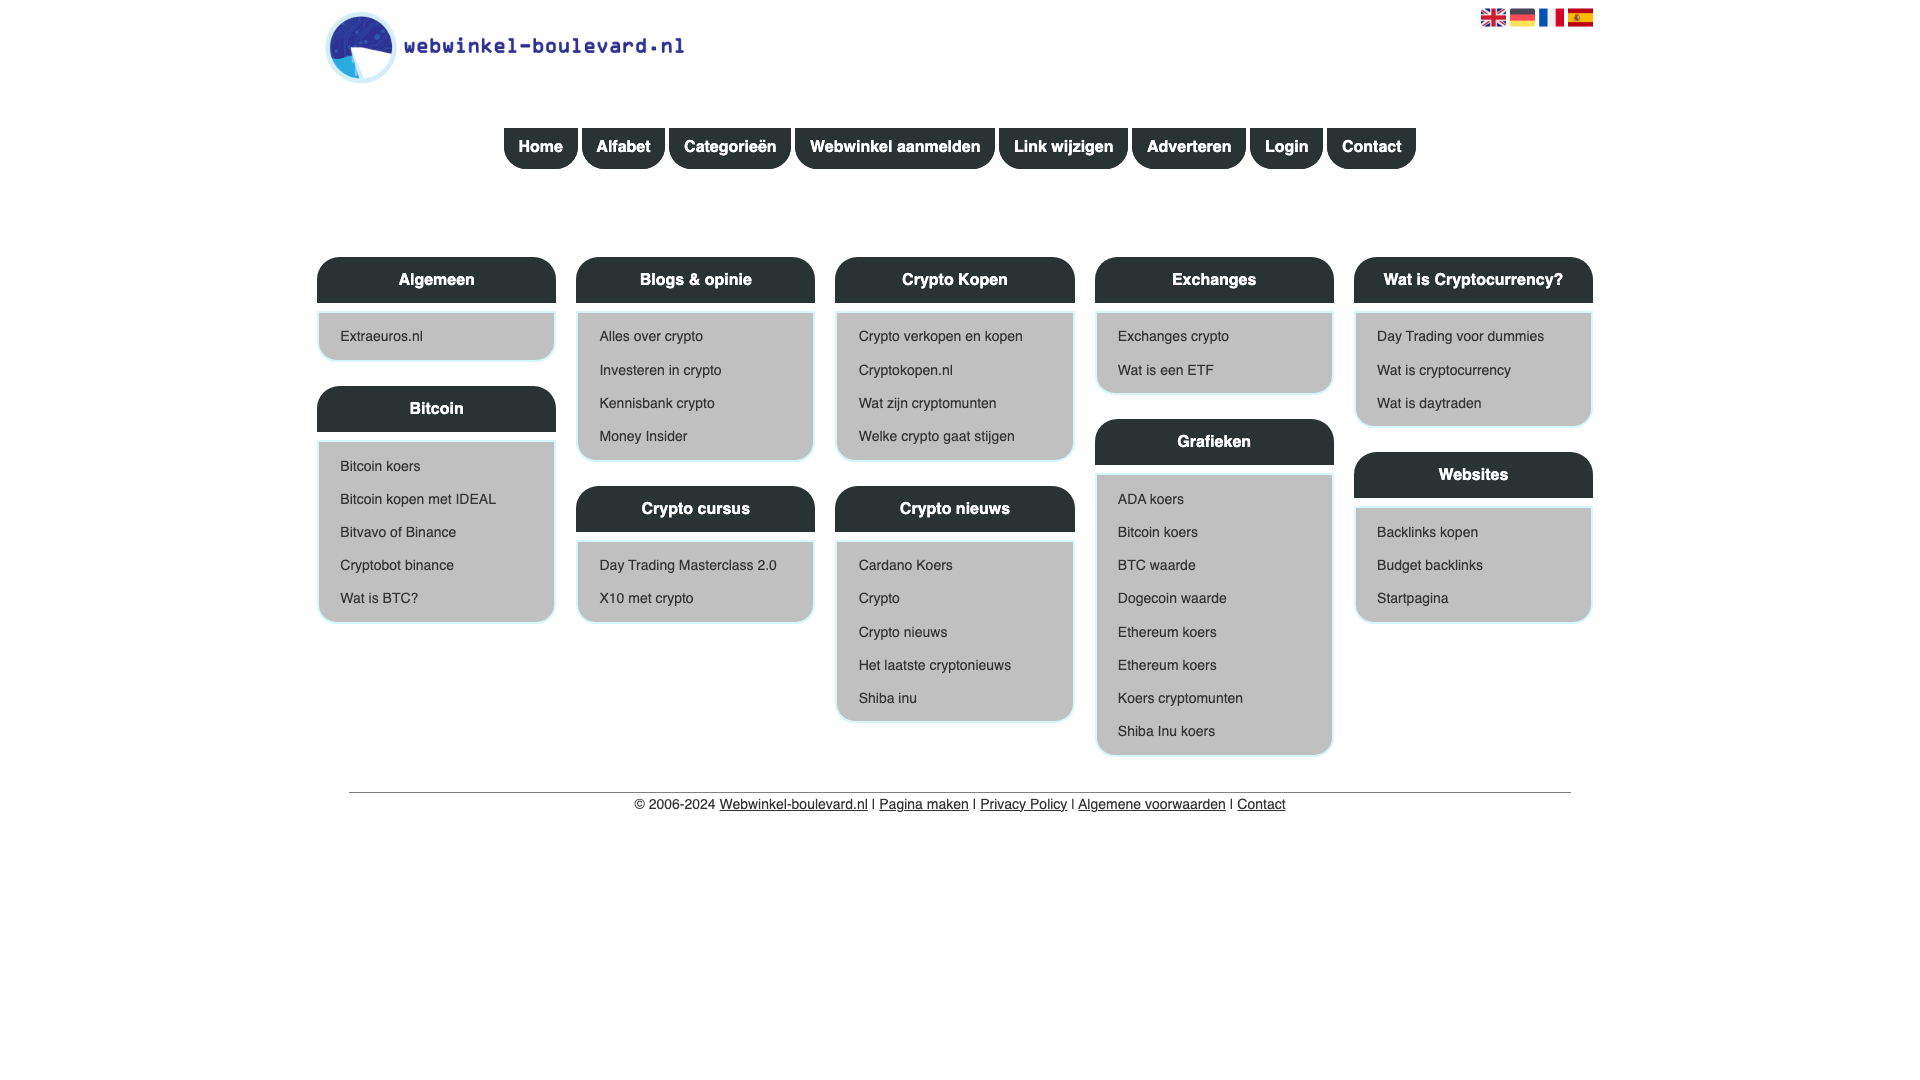 webwinkel-boulevard.nl
Home Alfabet Categorieën Webwinkel aanmelden Link wijzigen Adverteren Login Contact
Algemeen
Extraeuros.nl
Bitcoin
Bitcoin koers
Bitcoin kopen met IDEAL
Bitvavo of Binance
Cryptobot binance
Wat is BTC?
Blogs & opinie
Alles over crypto
Investeren in crypto
Kennisbank crypto
Money Insider
Crypto cursus
Day Trading Masterclass 2.0
X10 met crypto
Crypto Kopen
Crypto verkopen en kopen
Cryptokopen.nl
Wat zijn cryptomunten
Welke crypto gaat stijgen
Crypto nieuws
Cardano Koers
Crypto
Crypto nieuws
Het laatste cryptonieuws
Shiba inu
Exchanges
Exchanges crypto
Wat is een ETF
Grafieken
ADA koers
Bitcoin koers
BTC waarde
Dogecoin waarde
Ethereum koers
Ethereum koers
Koers cryptomunten
Shiba Inu koers
Wat is Cryptocurrency?
Day Trading voor dummies
Wat is cryptocurrency
Wat is daytraden
Websites
Backlinks kopen
Budget backlinks
Startpagina
© 2006-2024 Webwinkel-boulevard.nl | Pagina maken | Privacy Policy | Algemene voorwaarden | Contact